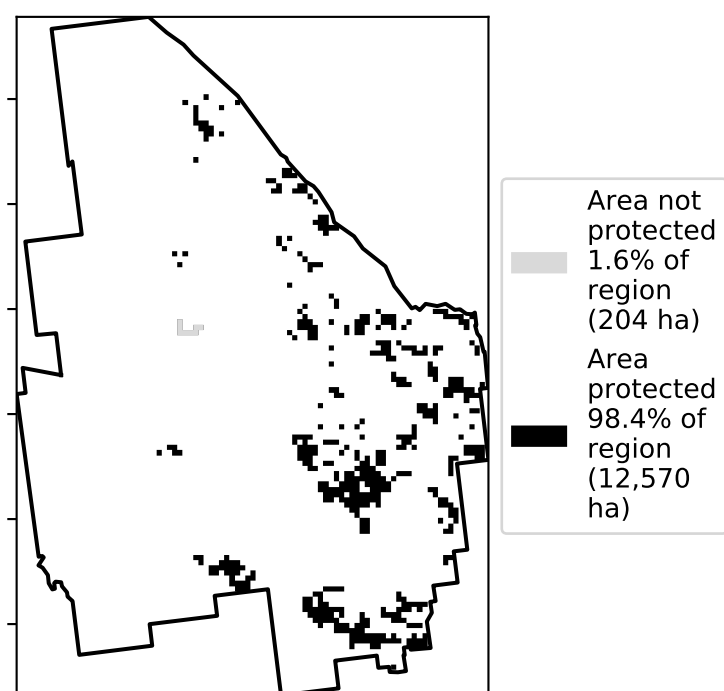 Area not
protected
1.6% of
region
(204 ha)
Area
protected
98.4% of
region
(12,570
ha)